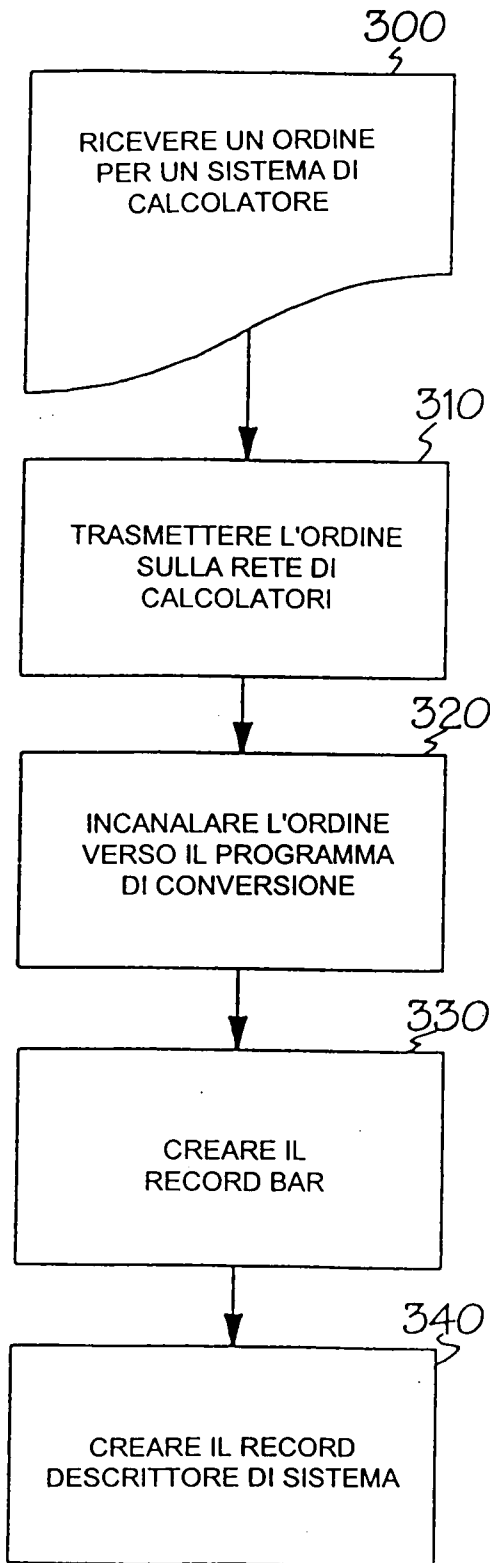 300
RICEVERE UN ORDINE
PER UN SISTEMA DI
CALCOLATORE
310
TRASMETTERE L'ORDINE
SULLA RETE DI
CALCOLATORI
320
INCANALARE L'ORDINE
VERSO IL PROGRAMMA
DI CONVERSIONE
330
CREARE IL
RECORD BAR
340
CREARE IL RECORD
DESCRITTORE DI SISTEMA